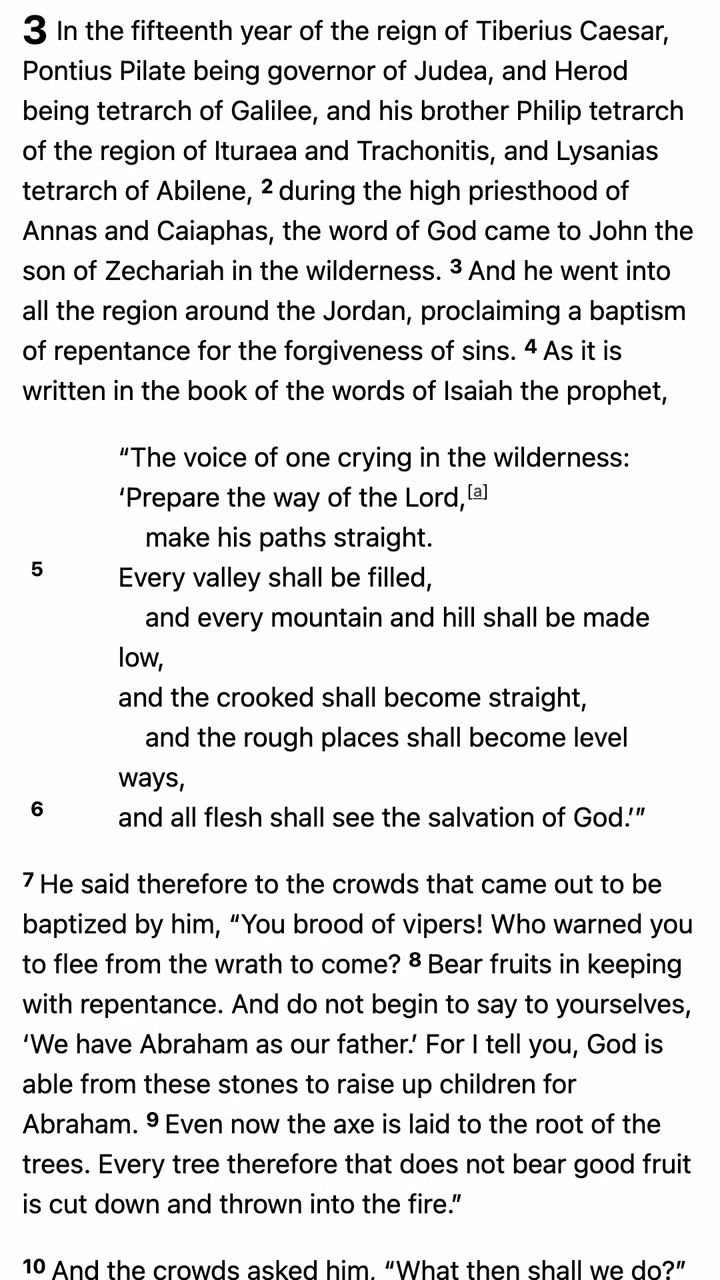 3 In the fifteenth year of the reign of Tiberius Caesar,
Pontius Pilate being governor of Judea, and Herod
being tetrarch of Galilee, and his brother Philip tetrarch
of the region of Ituraea and Trachonitis, and Lysanias
tetrarch of Abilene, 2 during the high priesthood of
Annas and Caiaphas, the word of God came to John the
son of Zechariah in the wilderness. 3 And he went into
all the region around the Jordan, proclaiming a baptism
of repentance for the forgiveness of sins. 4 As it is
written in the book of the words of Isaiah the prophet,
“The voice of one crying in the wilderness:
‘Prepare the way of the Lord,[a]
make his paths straight.
5 Every valley shall be filled,
and every mountain and hill shall be made
low,
and the crooked shall become straight,
and the rough places shall become level
ways,
6 and all flesh shall see the salvation of God.’”
7 He said therefore to the crowds that came out to be
baptized by him, “You brood of vipers! Who warned you
to flee from the wrath to come? 8 Bear fruits in keeping
with repentance. And do not begin to say to yourselves,
‘We have Abraham as our father.’ For I tell you, God is
able from these stones to raise up children for
Abraham. 9 Even now the axe is laid to the root of the
trees. Every tree therefore that does not bear good fruit
is cut down and thrown into the fire.”
10 And the crowds asked him, “What then shall we do?”